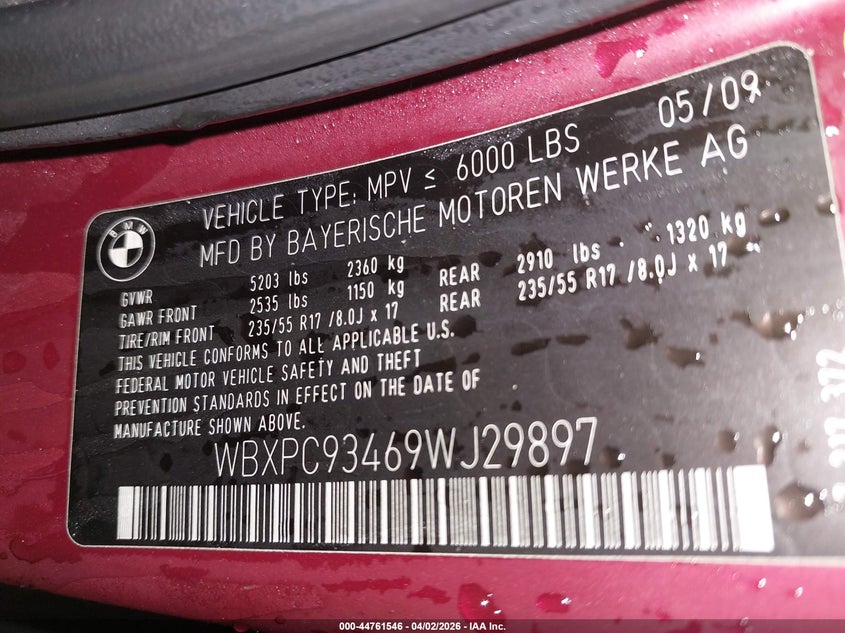 05/09
VEHICLE TYPE: MPV ≤ 6000 LBS
MFD BY BAYERISCHE MOTOREN WERKE AG
BMW
GVWR 5203 lbs 2360 kg
GAWR FRONT 2535 lbs 1150 kg REAR 2910 lbs 1320 kg
TIRE/RIM FRONT 235/55 R17 /8.0J x 17 REAR 235/55 R17 /8.0J x 17
THIS VEHICLE CONFORMS TO ALL APPLICABLE U.S.
FEDERAL MOTOR VEHICLE SAFETY AND THEFT
PREVENTION STANDARDS IN EFFECT ON THE DATE OF
MANUFACTURE SHOWN ABOVE.
WBXPC93469WJ29897
000-44761546 - 04/02/2026 - IAA Inc.